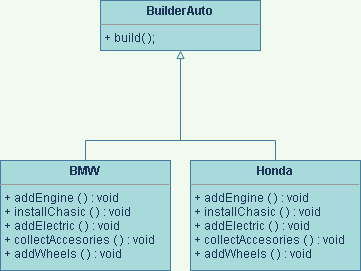 BuilderAuto
+ build();
BMW
+ addEngine () : void
+ installChasic () : void
+ addElectric () : void
+ collectAccesories () : void
+ addWheels () : void
Honda
+ addEngine () : void
+ installChasic () : void
+ addElectric () : void
+ collectAccesories () : void
+ addWheels () : void